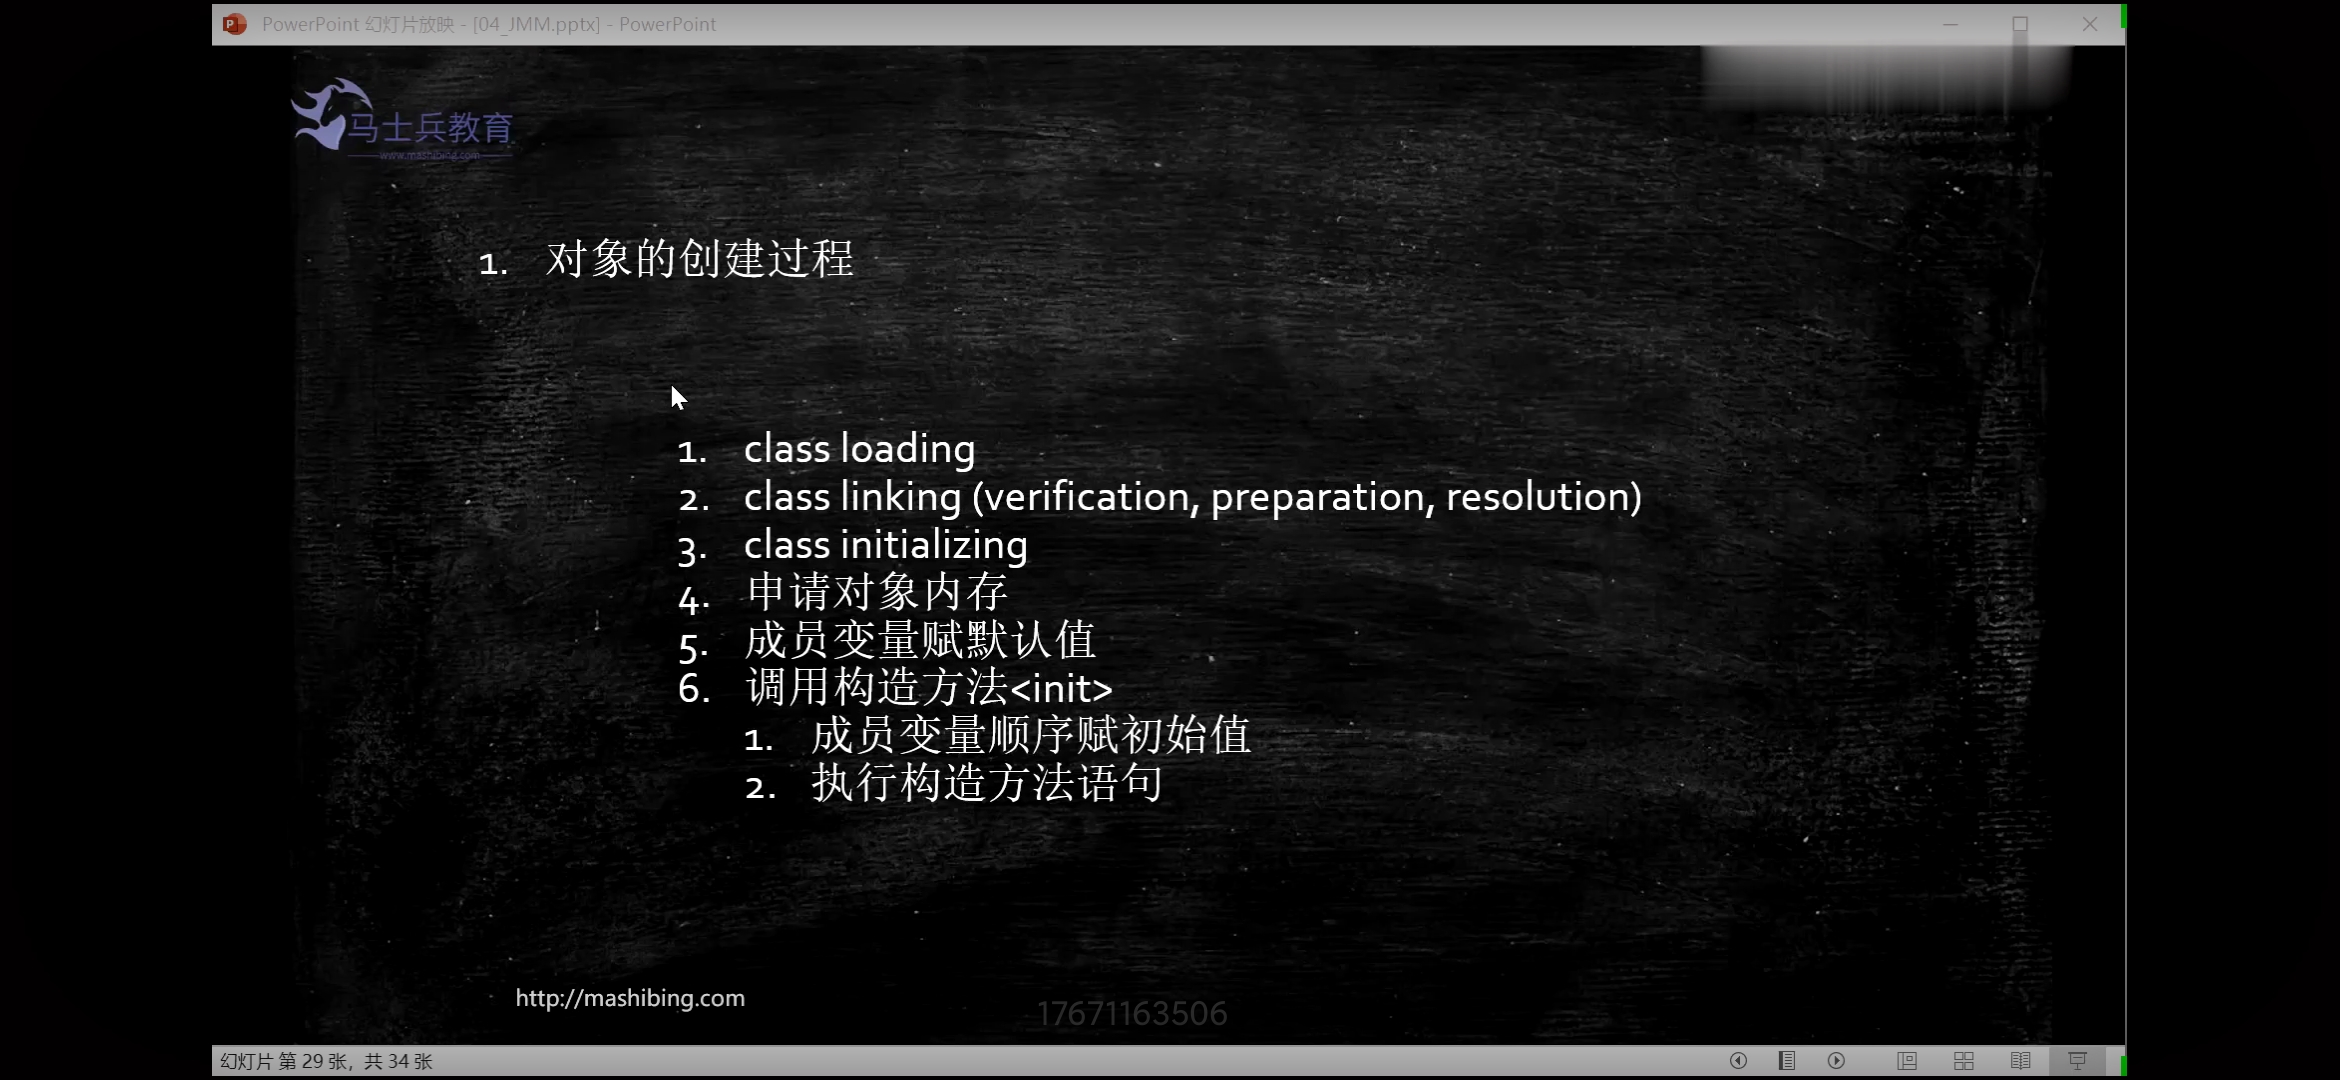 PowerPoint 幻灯片放映 - [04_JMM.pptx] - PowerPoint
马士兵教育
www.mashibing.com
1. 对象的创建过程
1. class loading
2. class linking (verification, preparation, resolution)
3. class initializing
4. 申请对象内存
5. 成员变量赋默认值
6. 调用构造方法<init>
1. 成员变量顺序赋初始值
2. 执行构造方法语句
http://mashibing.com
17671163506
幻灯片 第 29 张，共 34 张